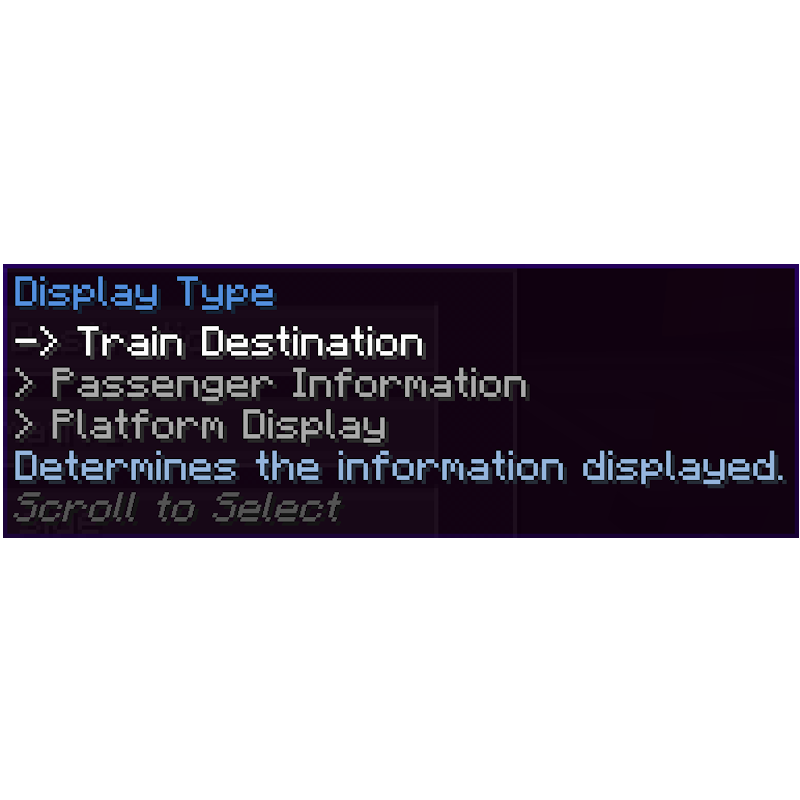 Display Type
-> Train Destination
> Passenger Information
> Platform Display
Determines the information displayed.
Scroll to Select